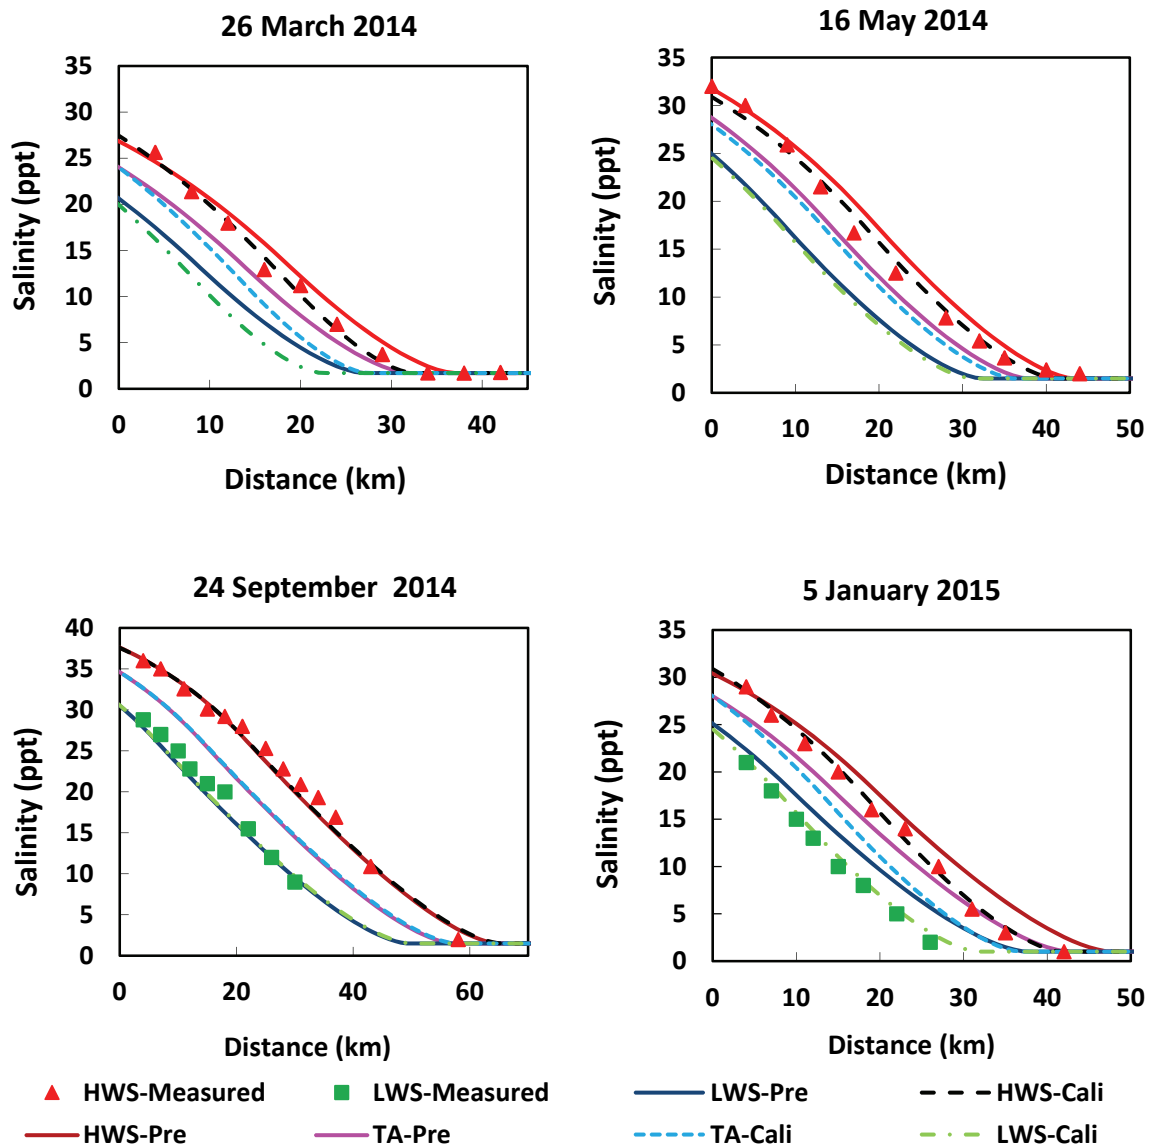 26 March 2014
35
30
25
20
15
10
5
0
Salinity (ppt)
0 10 20 30 40
Distance (km)
16 May 2014
35
30
25
20
15
10
5
0
Salinity (ppt)
0 10 20 30 40 50
Distance (km)
24 September 2014
40
35
30
25
20
15
10
5
0
Salinity (ppt)
0 20 40 60
Distance (km)
5 January 2015
35
30
25
20
15
10
5
0
Salinity (ppt)
0 10 20 30 40 50
Distance (km)
HWS-Measured LWS-Measured LWS-Pre HWS-Cali
HWS-Pre TA-Pre TA-Cali LWS-Cali